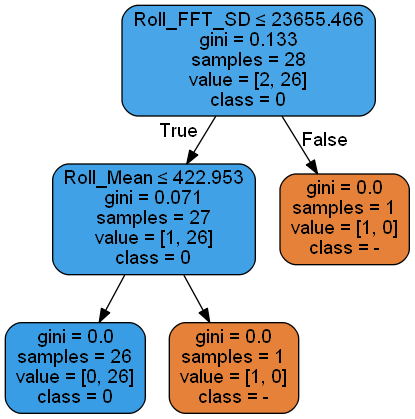 Roll_FFT_SD ≤ 23655.466
gini = 0.133
samples = 28
value = [2, 26]
class = 0
True
False
Roll_Mean ≤ 422.953
gini = 0.071
samples = 27
value = [1, 26]
class = 0
gini = 0.0
samples = 1
value = [1, 0]
class = -
gini = 0.0
samples = 26
value = [0, 26]
class = 0
gini = 0.0
samples = 1
value = [1, 0]
class = -